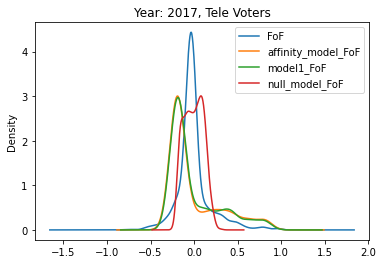 Year: 2017, Tele Voters
FoF
affinity_model_FoF
model1_FoF
null_model_FoF
Density
4
3
2
1
0
−1.5 −1.0 −0.5 0.0 0.5 1.0 1.5 2.0